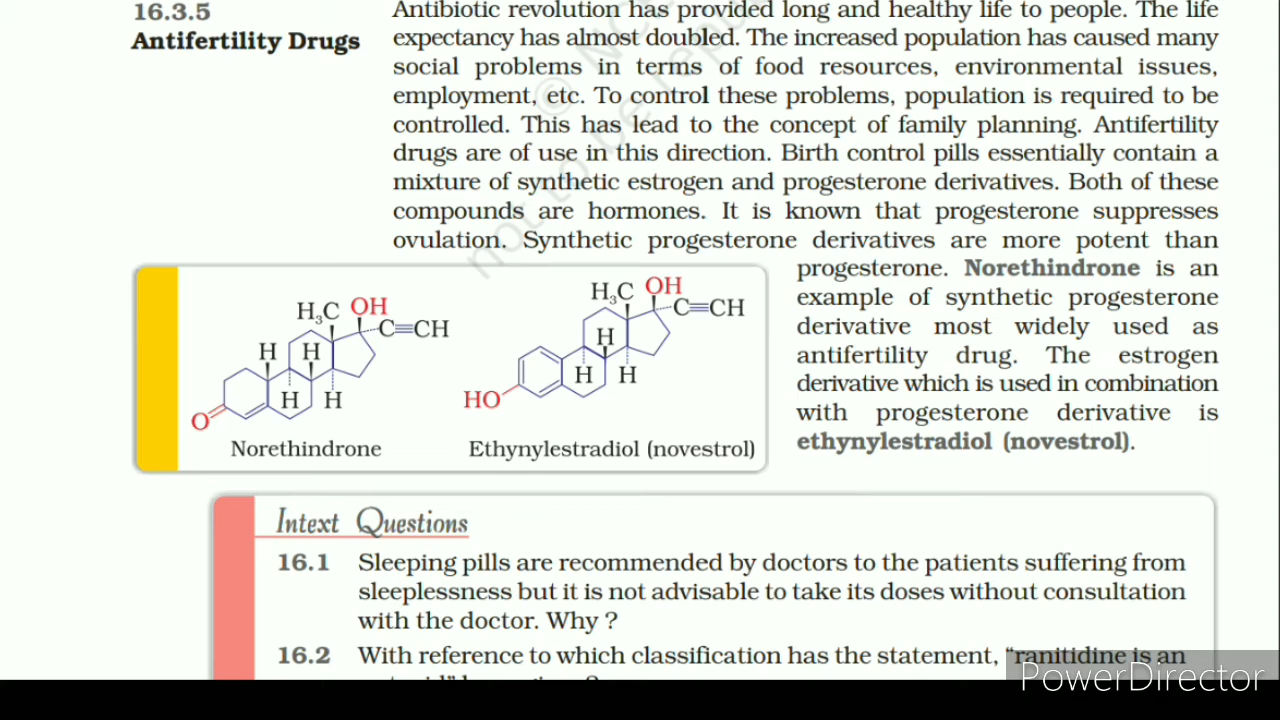 16.3.5
Antifertility Drugs
Antibiotic revolution has provided long and healthy life to people. The life
expectancy has almost doubled. The increased population has caused many
social problems in terms of food resources, environmental issues,
employment, etc. To control these problems, population is required to be
controlled. This has lead to the concept of family planning. Antifertility
drugs are of use in this direction. Birth control pills essentially contain a
mixture of synthetic estrogen and progesterone derivatives. Both of these
compounds are hormones. It is known that progesterone suppresses
ovulation. Synthetic progesterone derivatives are more potent than
progesterone. Norethindrone is an
example of synthetic progesterone
derivative most widely used as
antifertility drug. The estrogen
derivative which is used in combination
with progesterone derivative is
ethynylestradiol (novestrol).
H₃C OH
C≡CH
H H
H H
O
Norethindrone
H₃C OH
C≡CH
H
H H
HO
Ethynylestradiol (novestrol)
Intext Questions
16.1 Sleeping pills are recommended by doctors to the patients suffering from
sleeplessness but it is not advisable to take its doses without consultation
with the doctor. Why ?
16.2 With reference to which classification has the statement, “ranitidine is an
© NC
not to be rep
PowerDirector